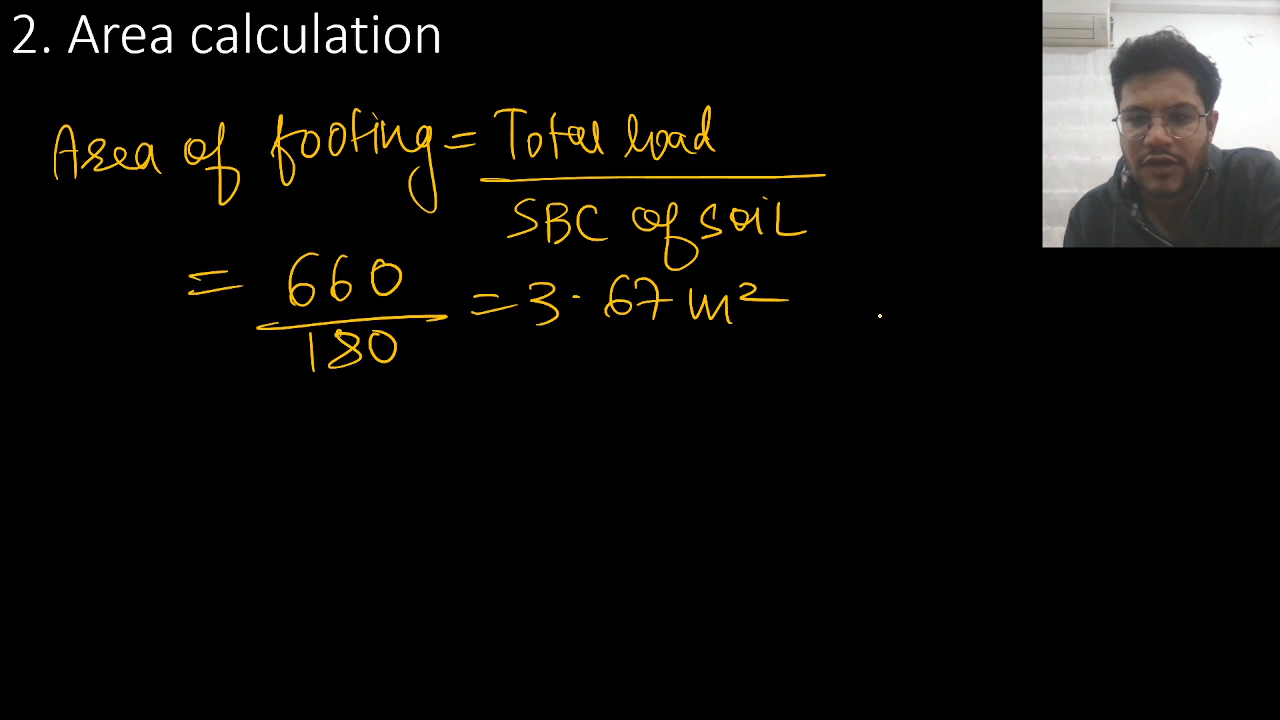 2. Area calculation
Area of footing = Total load
SBC of soil
= 660 = 3.67 m²
180